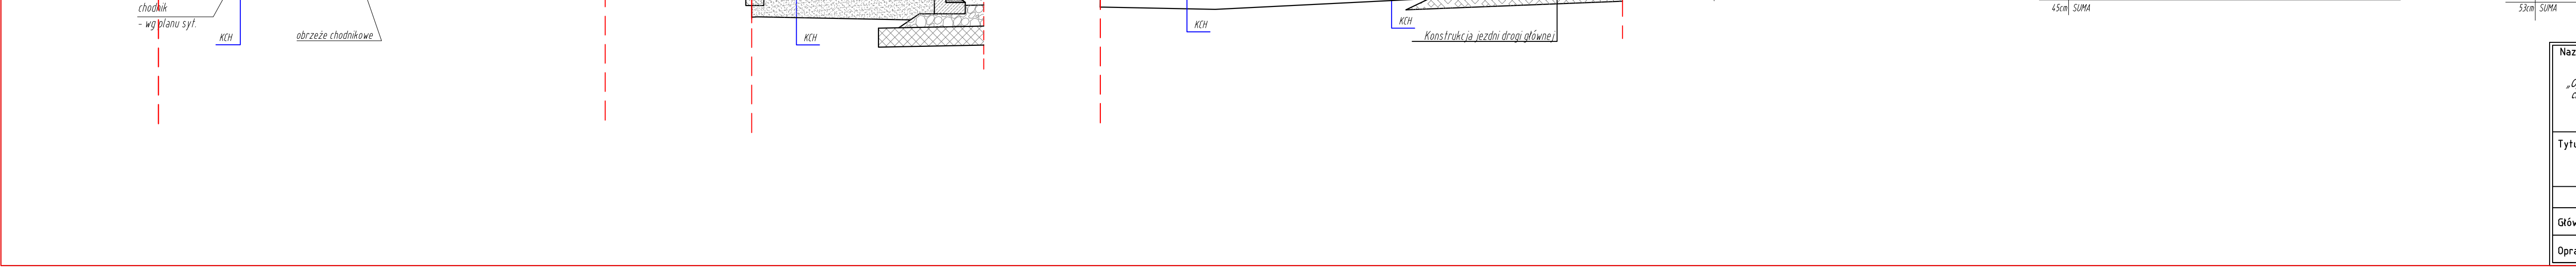 chodnik
- wg planu syt.
KCH
obrzeże chodnikowe
KCH
KCH
KCH
Konstrukcja jezdni drogi głównej
45cm SUMA
53cm SUMA
Naz
„O
c
Tytu
Głów
Opra